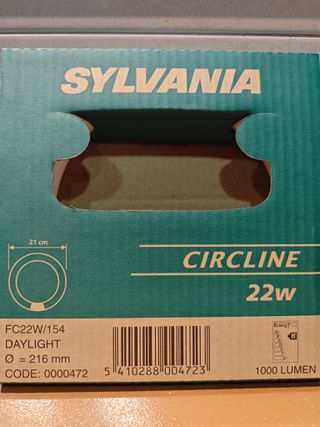 SYLVANIA
21 cm
CIRCLINE
22W
FC22W/154
DAYLIGHT
Ø = 216 mm
CODE: 0000472
5 410288 004723
1000 LUMEN